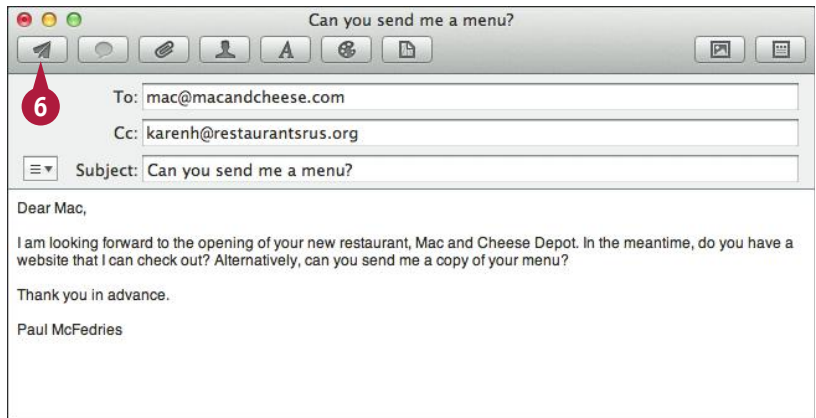 Can you send me a menu?
A
6
To: mac@macandcheese.com
Cc: karenh@restaurantsrus.org
Subject: Can you send me a menu?
Dear Mac,
I am looking forward to the opening of your new restaurant, Mac and Cheese Depot. In the meantime, do you have a
website that I can check out? Alternatively, can you send me a copy of your menu?
Thank you in advance.
Paul McFedries